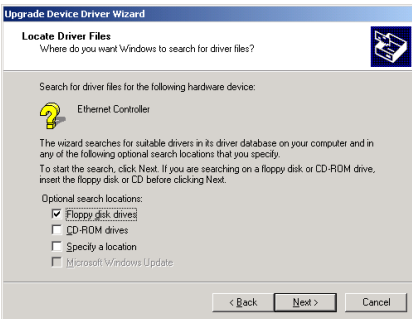 Upgrade Device Driver Wizard
Locate Driver Files
Where do you want Windows to search for driver files?
Search for driver files for the following hardware device:
Ethernet Controller
The wizard searches for suitable drivers in its driver database on your computer and in
any of the following optional search locations that you specify.
To start the search, click Next. If you are searching on a floppy disk or CD-ROM drive,
insert the floppy disk or CD before clicking Next.
Optional search locations:
Floppy disk drives
CD-ROM drives
Specify a location
Microsoft Windows Update
< Back Next > Cancel